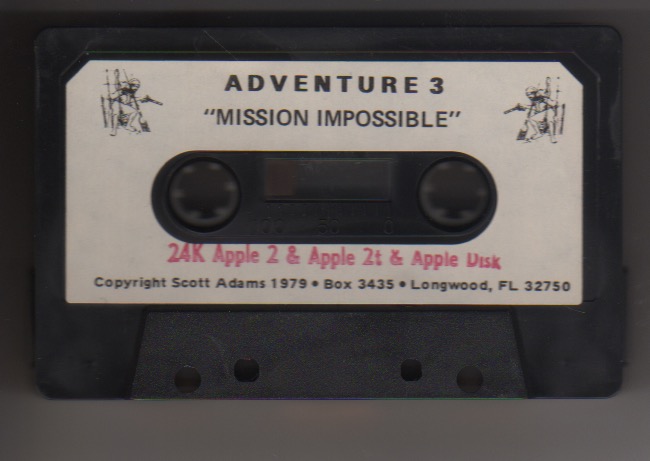 ADVENTURE 3
"MISSION IMPOSSIBLE"
24K Apple 2 & Apple 2t & Apple Disk
Copyright Scott Adams 1979 • Box 3435 • Longwood, FL 32750